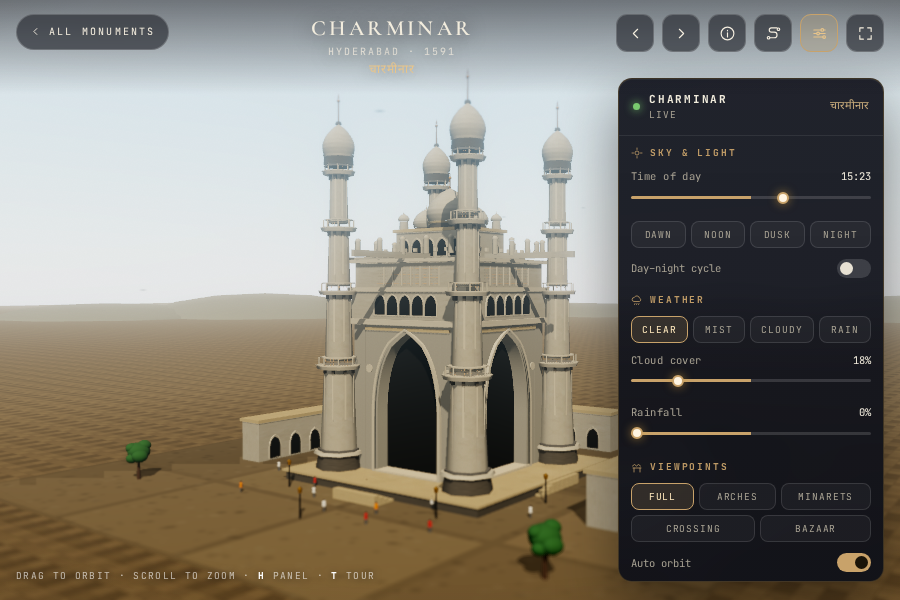 ALL MONUMENTS
CHARMINAR
HYDERABAD · 1591
चारमीनार
CHARMINAR
LIVE
चारमीनार
SKY & LIGHT
Time of day 15:23
DAWN NOON DUSK NIGHT
Day-night cycle
WEATHER
CLEAR MIST CLOUDY RAIN
Cloud cover 18%
Rainfall 0%
VIEWPOINTS
FULL ARCHES MINARETS
CROSSING BAZAAR
Auto orbit
DRAG TO ORBIT · SCROLL TO ZOOM · H PANEL · T TOUR